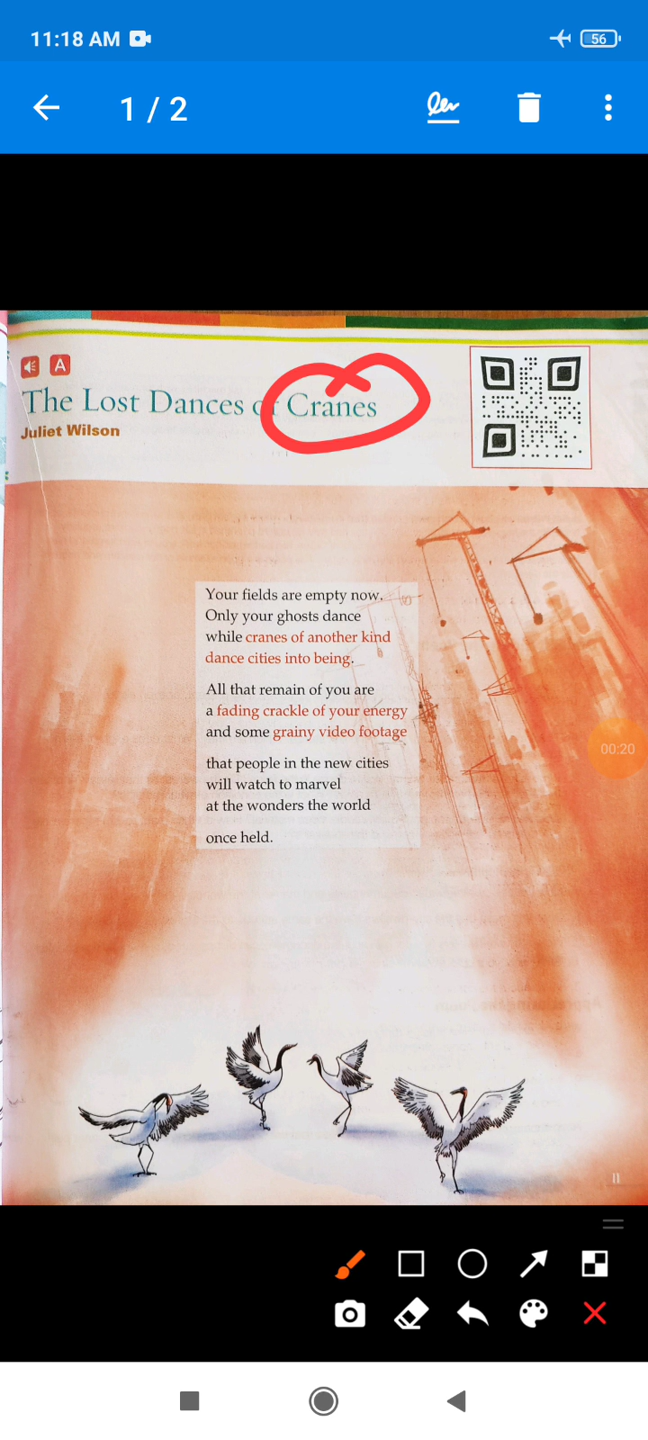 11:18 AM
56
1 / 2
A
The Lost Dances of Cranes
Juliet Wilson
Your fields are empty now.
Only your ghosts dance
while cranes of another kind
dance cities into being.
All that remain of you are
a fading crackle of your energy
and some grainy video footage
that people in the new cities
will watch to marvel
at the wonders the world
once held.
00:20
11